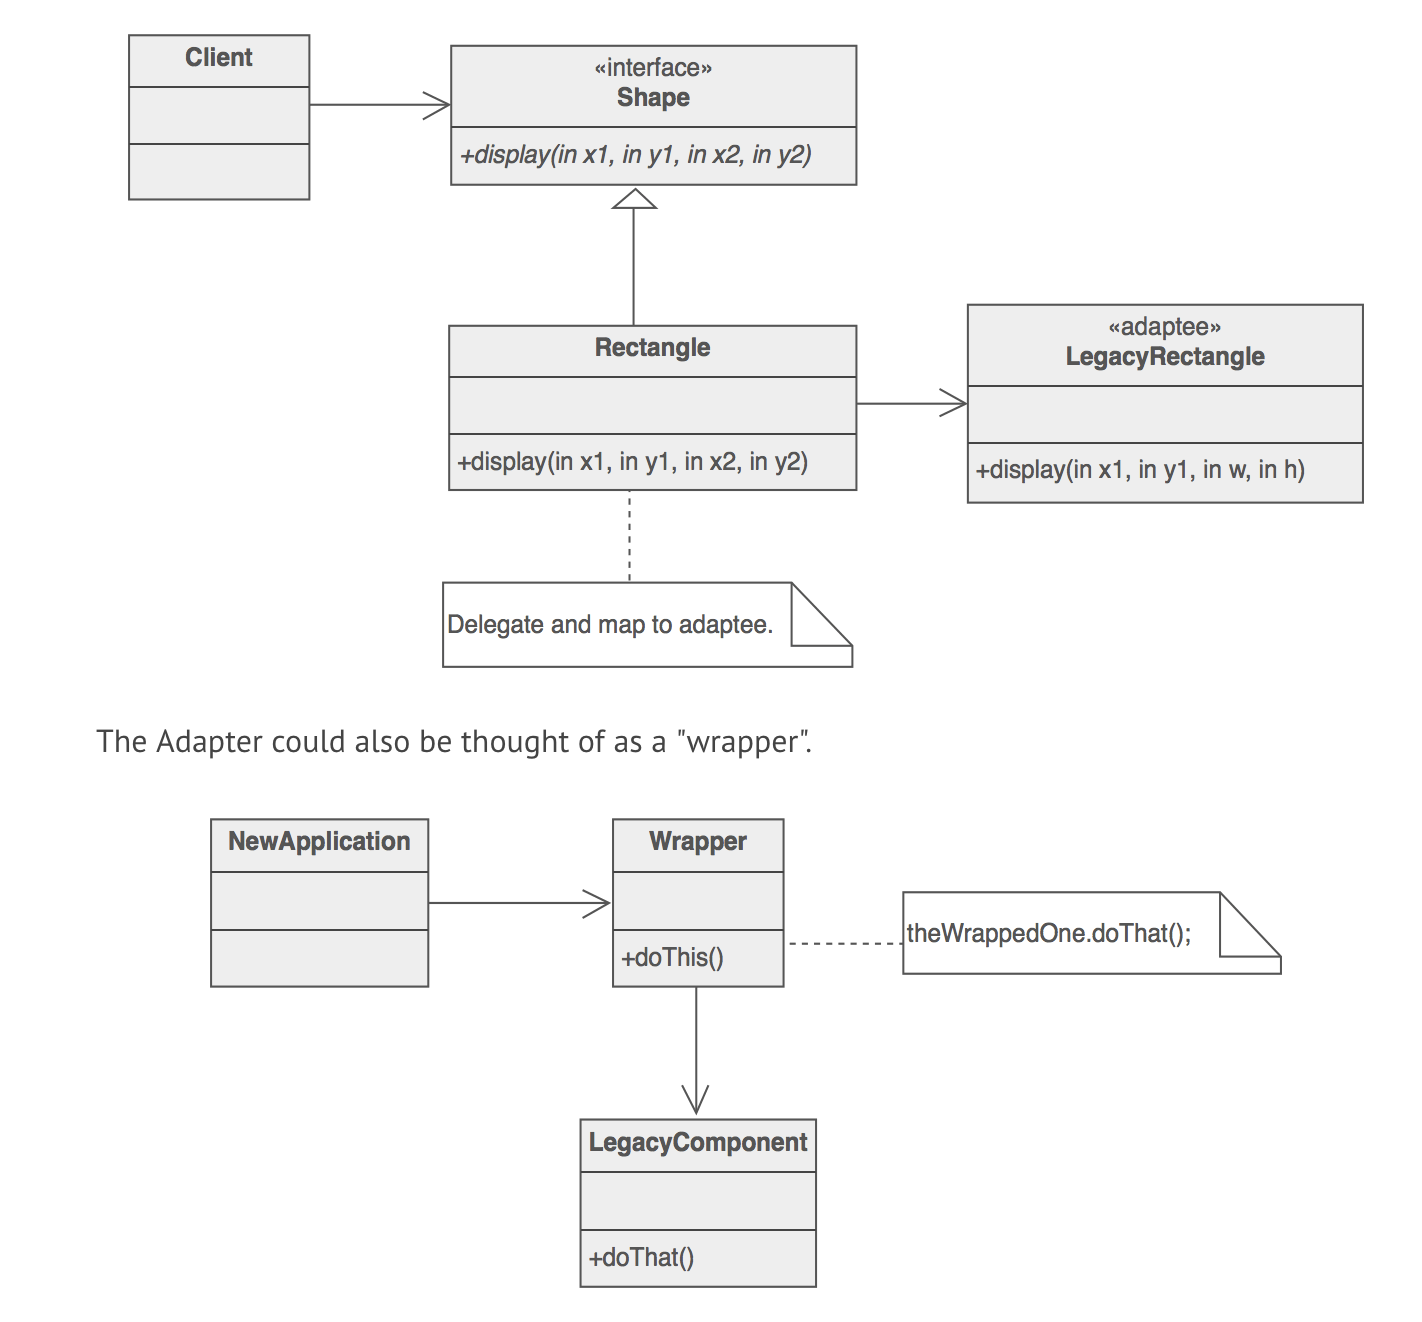 Client
«interface»
Shape
+display(in x1, in y1, in x2, in y2)
Rectangle
+display(in x1, in y1, in x2, in y2)
«adaptee»
LegacyRectangle
+display(in x1, in y1, in w, in h)
Delegate and map to adaptee.
The Adapter could also be thought of as a "wrapper".
NewApplication
Wrapper
+doThis()
theWrappedOne.doThat();
LegacyComponent
+doThat()